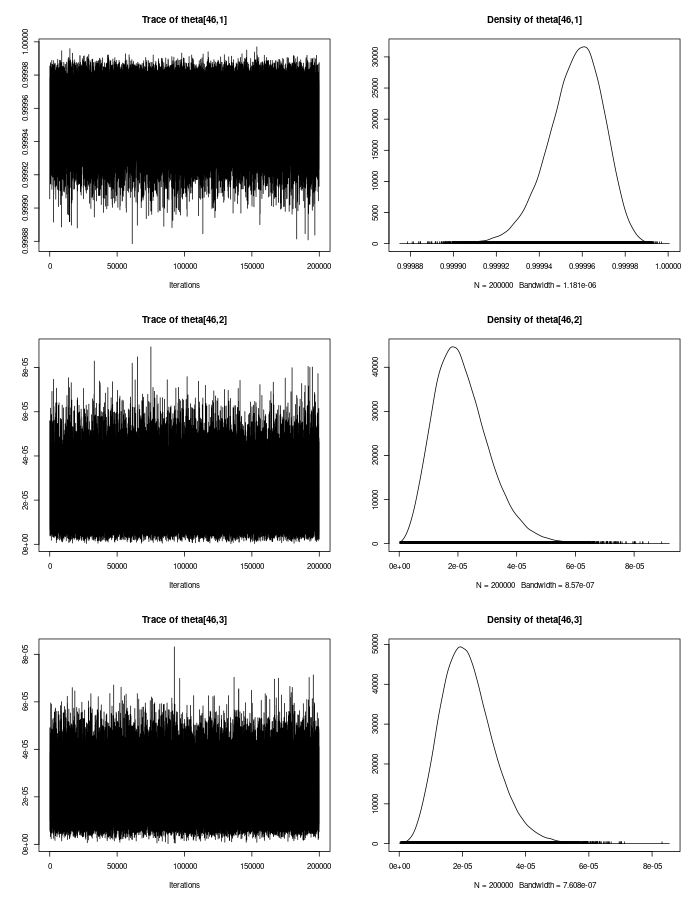 Trace of theta[46,1]
0.99988 0.99990 0.99992 0.99994 0.99996 0.99998 1.00000
0 50000 100000 150000 200000
Iterations
Density of theta[46,1]
0 5000 10000 15000 20000 25000 30000
0.99988 0.99990 0.99992 0.99994 0.99996 0.99998 1.00000
N = 200000 Bandwidth = 1.181e-06
Trace of theta[46,2]
0e+00 2e-05 4e-05 6e-05 8e-05
0 50000 100000 150000 200000
Iterations
Density of theta[46,2]
0 10000 20000 30000 40000
0e+00 2e-05 4e-05 6e-05 8e-05
N = 200000 Bandwidth = 8.57e-07
Trace of theta[46,3]
0e+00 2e-05 4e-05 6e-05 8e-05
0 50000 100000 150000 200000
Iterations
Density of theta[46,3]
0 10000 20000 30000 40000 50000
0e+00 2e-05 4e-05 6e-05 8e-05
N = 200000 Bandwidth = 7.608e-07